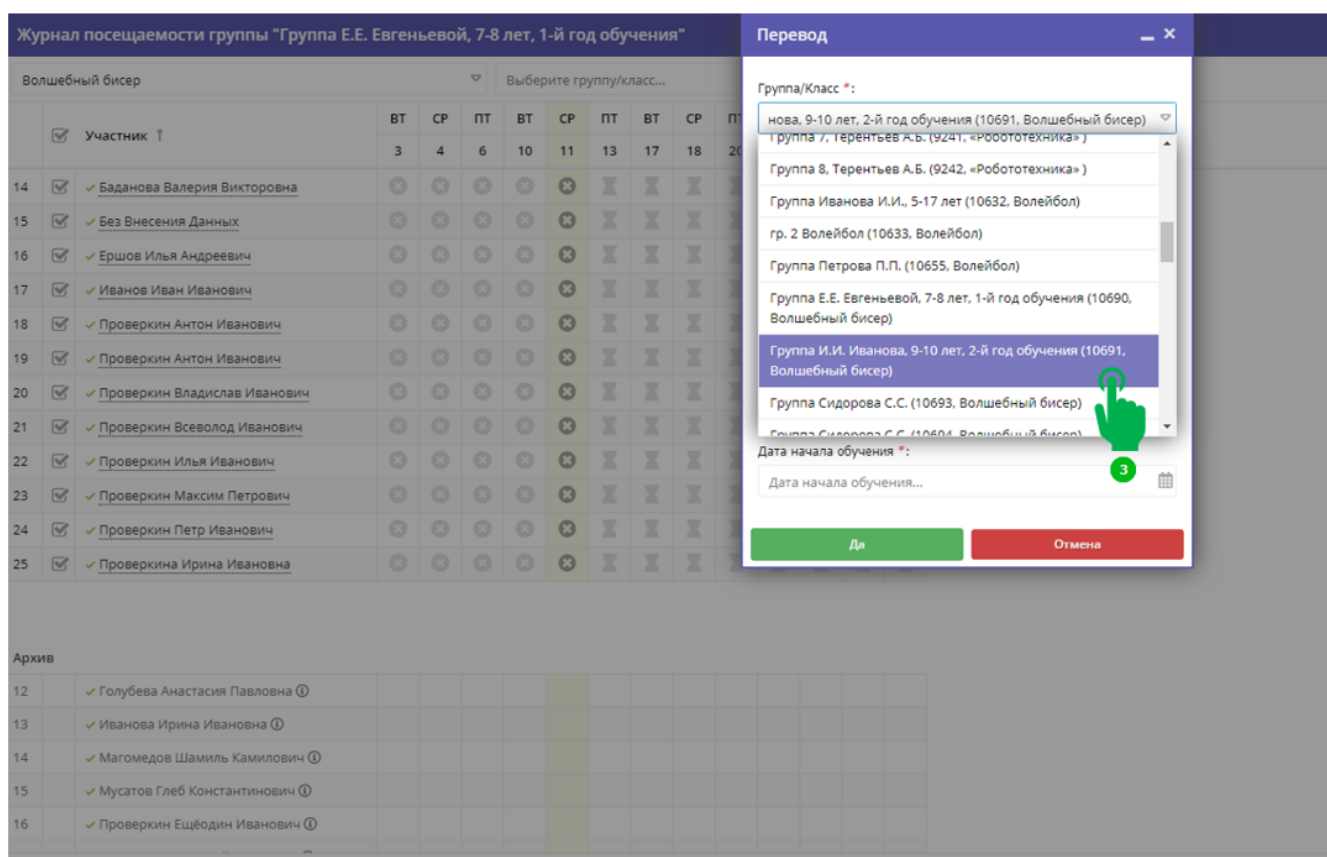 Журнал посещаемости группы "Группа Е.Е. Евгеньевой, 7-8 лет, 1-й год обучения"
Волшебный бисер
Выберите группу/класс...
Участник ↑ ВТ СР ПТ ВТ СР ПТ ВТ СР
3 4 6 10 11 13 17 18 20
14 Баданова Валерия Викторовна
15 Без Внесения Данных
16 Ершов Илья Андреевич
17 Иванов Иван Иванович
18 Проверкин Антон Иванович
19 Проверкин Антон Иванович
20 Проверкин Владислав Иванович
21 Проверкин Всеволод Иванович
22 Проверкин Илья Иванович
23 Проверкин Максим Петрович
24 Проверкин Петр Иванович
25 Проверкина Ирина Ивановна
Архив
12 Голубева Анастасия Павловна
13 Иванова Ирина Ивановна
14 Магомедов Шамиль Камилович
15 Мусатов Глеб Константинович
16 Проверкин Ещёодин Иванович
Перевод
Группа/Класс *:
нова, 9-10 лет, 2-й год обучения (10691, Волшебный бисер)
Группа 7, Терентьев А.Б. (9241, «Робототехника» )
Группа 8, Терентьев А.Б. (9242, «Робототехника» )
Группа Иванова И.И., 5-17 лет (10632, Волейбол)
гр. 2 Волейбол (10633, Волейбол)
Группа Петрова П.П. (10655, Волейбол)
Группа Е.Е. Евгеньевой, 7-8 лет, 1-й год обучения (10690,
Волшебный бисер)
Группа И.И. Иванова, 9-10 лет, 2-й год обучения (10691,
Волшебный бисер)
Группа Сидорова С.С. (10693, Волшебный бисер)
Группа Сидорова С.С. (10694, Волшебный бисер)
3
Дата начала обучения *:
Дата начала обучения...
Да
Отмена